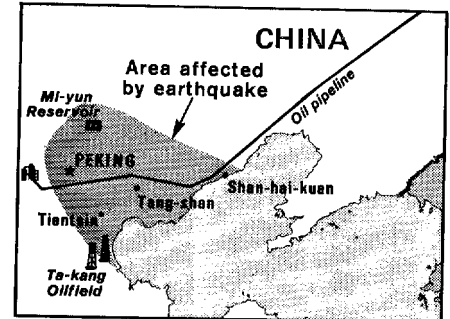 CHINA
Area affected
by earthquake
Mi-yun
Reservoir
Oil pipeline
PEKING
Shan-hai-kuan
Tang-shan
Tientsin
Ta-kang
Oilfield